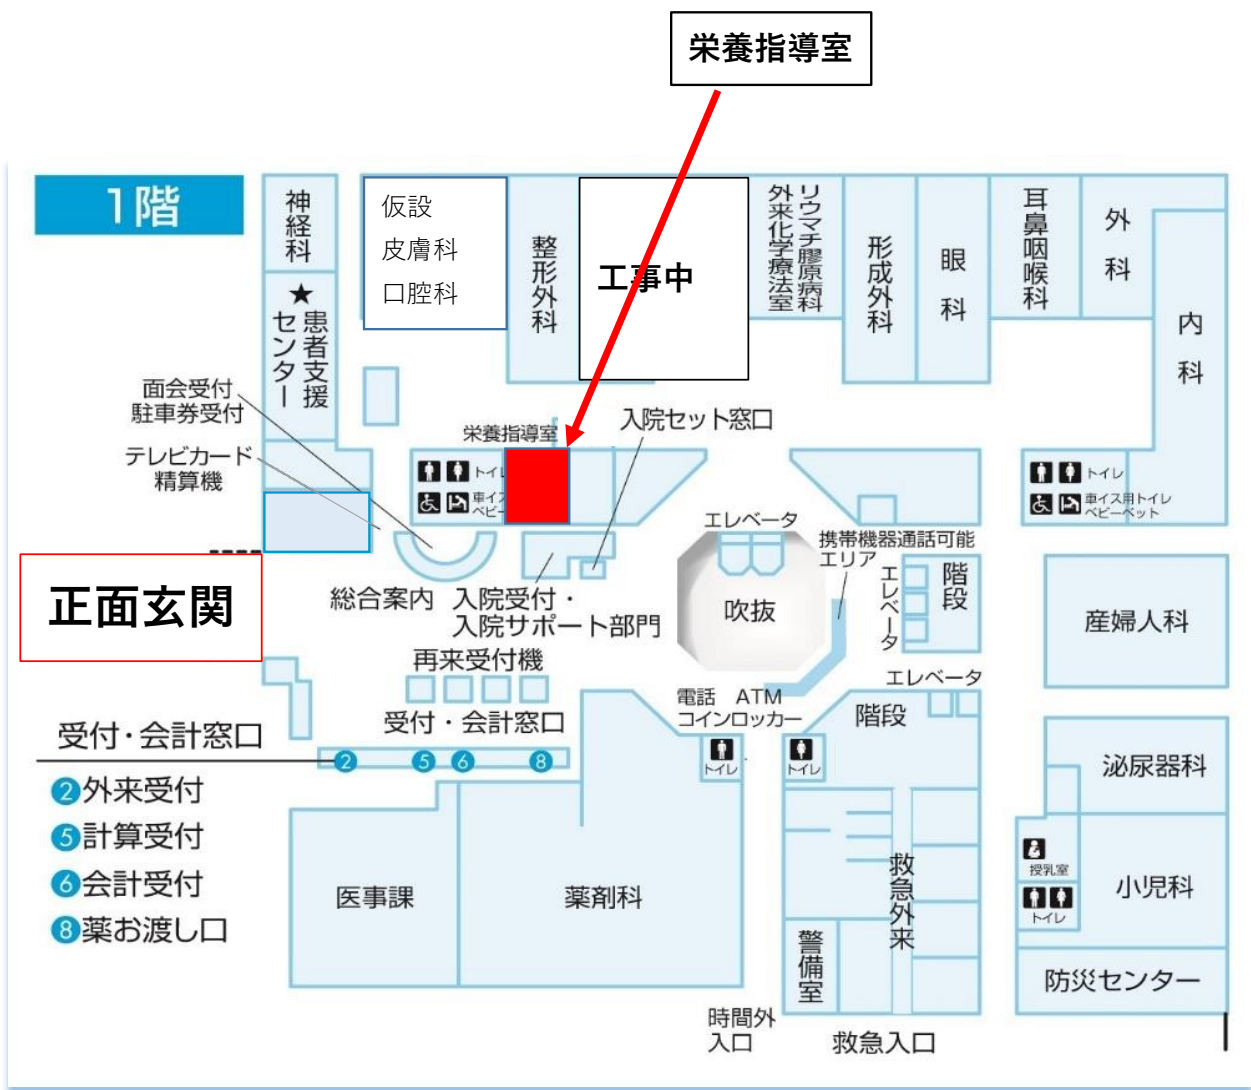 栄養指導室
1階
神経科
★患者支援
センター
仮設
皮膚科
口腔科
整形外科
工事中
リウマチ膠原病科
外来化学療法室
形成外科
眼科
耳鼻咽喉科
外科
内科
面会受付
駐車券受付
テレビカード
精算機
栄養指導室
入院セット窓口
トイレ
車イス
ベビー
トイレ
車イス用トイレ
ベビーベット
エレベータ
携帯機器通話可能
エリア
エレベータ
階段
吹抜
正面玄関
総合案内
入院受付・
入院サポート部門
産婦人科
再来受付機
エレベータ
電話 ATM
コインロッカー
階段
受付・会計窓口
受付・会計窓口
2
5
6
8
トイレ
トイレ
泌尿器科
2外来受付
5計算受付
6会計受付
8薬お渡し口
医事課
薬剤科
救急外来
授乳室
トイレ
小児科
警備室
防災センター
時間外
入口
救急入口